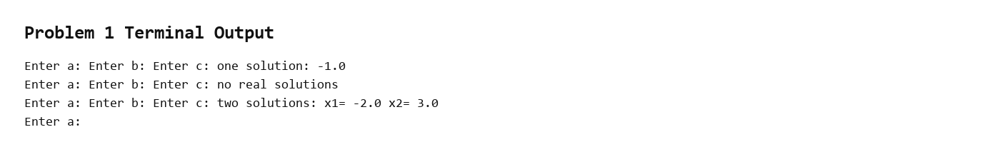 Problem 1 Terminal Output
Enter a: Enter b: Enter c: one solution: -1.0
Enter a: Enter b: Enter c: no real solutions
Enter a: Enter b: Enter c: two solutions: x1= -2.0 x2= 3.0
Enter a: